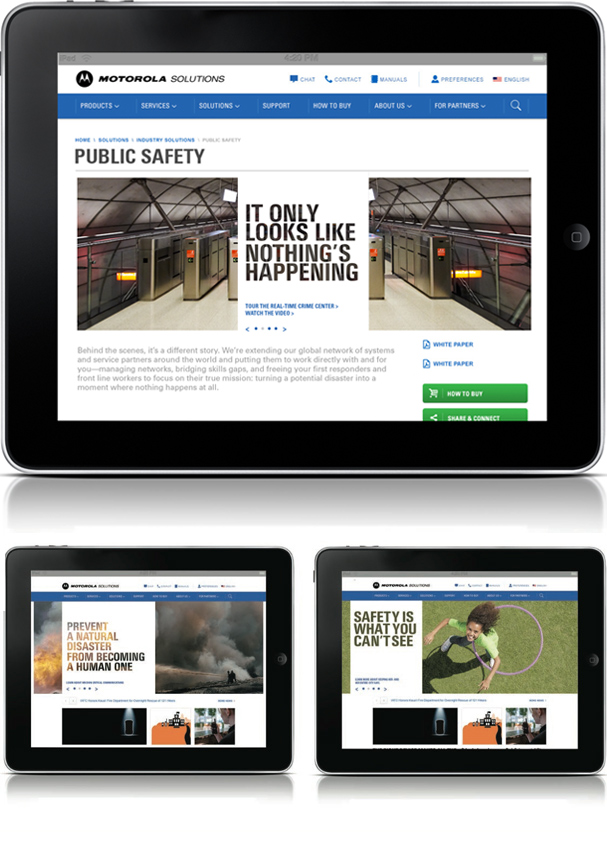 iPad
4:20 PM
MOTOROLA SOLUTIONS
CHAT
CONTACT
MANUALS
PREFERENCES
ENGLISH
PRODUCTS
SERVICES
SOLUTIONS
SUPPORT
HOW TO BUY
ABOUT US
FOR PARTNERS
HOME \ SOLUTIONS \ INDUSTRY SOLUTIONS \ PUBLIC SAFETY
PUBLIC SAFETY
IT ONLY
LOOKS LIKE
NOTHING'S
HAPPENING
TOUR THE REAL-TIME CRIME CENTER >
WATCH THE VIDEO >
Behind the scenes, it's a different story. We're extending our global network of systems
and service partners around the world and putting them to work directly with and for
you—managing networks, bridging skills gaps, and freeing your first responders and
front line workers to focus on their true mission: turning a potential disaster into a
moment where nothing happens at all.
WHITE PAPER
WHITE PAPER
HOW TO BUY
SHARE & CONNECT
MOTOROLA SOLUTIONS
PREVENT
A NATURAL
DISASTER
FROM BECOMING
A HUMAN ONE
MOTOROLA SOLUTIONS
SAFETY IS
WHAT YOU
CAN'T SEE